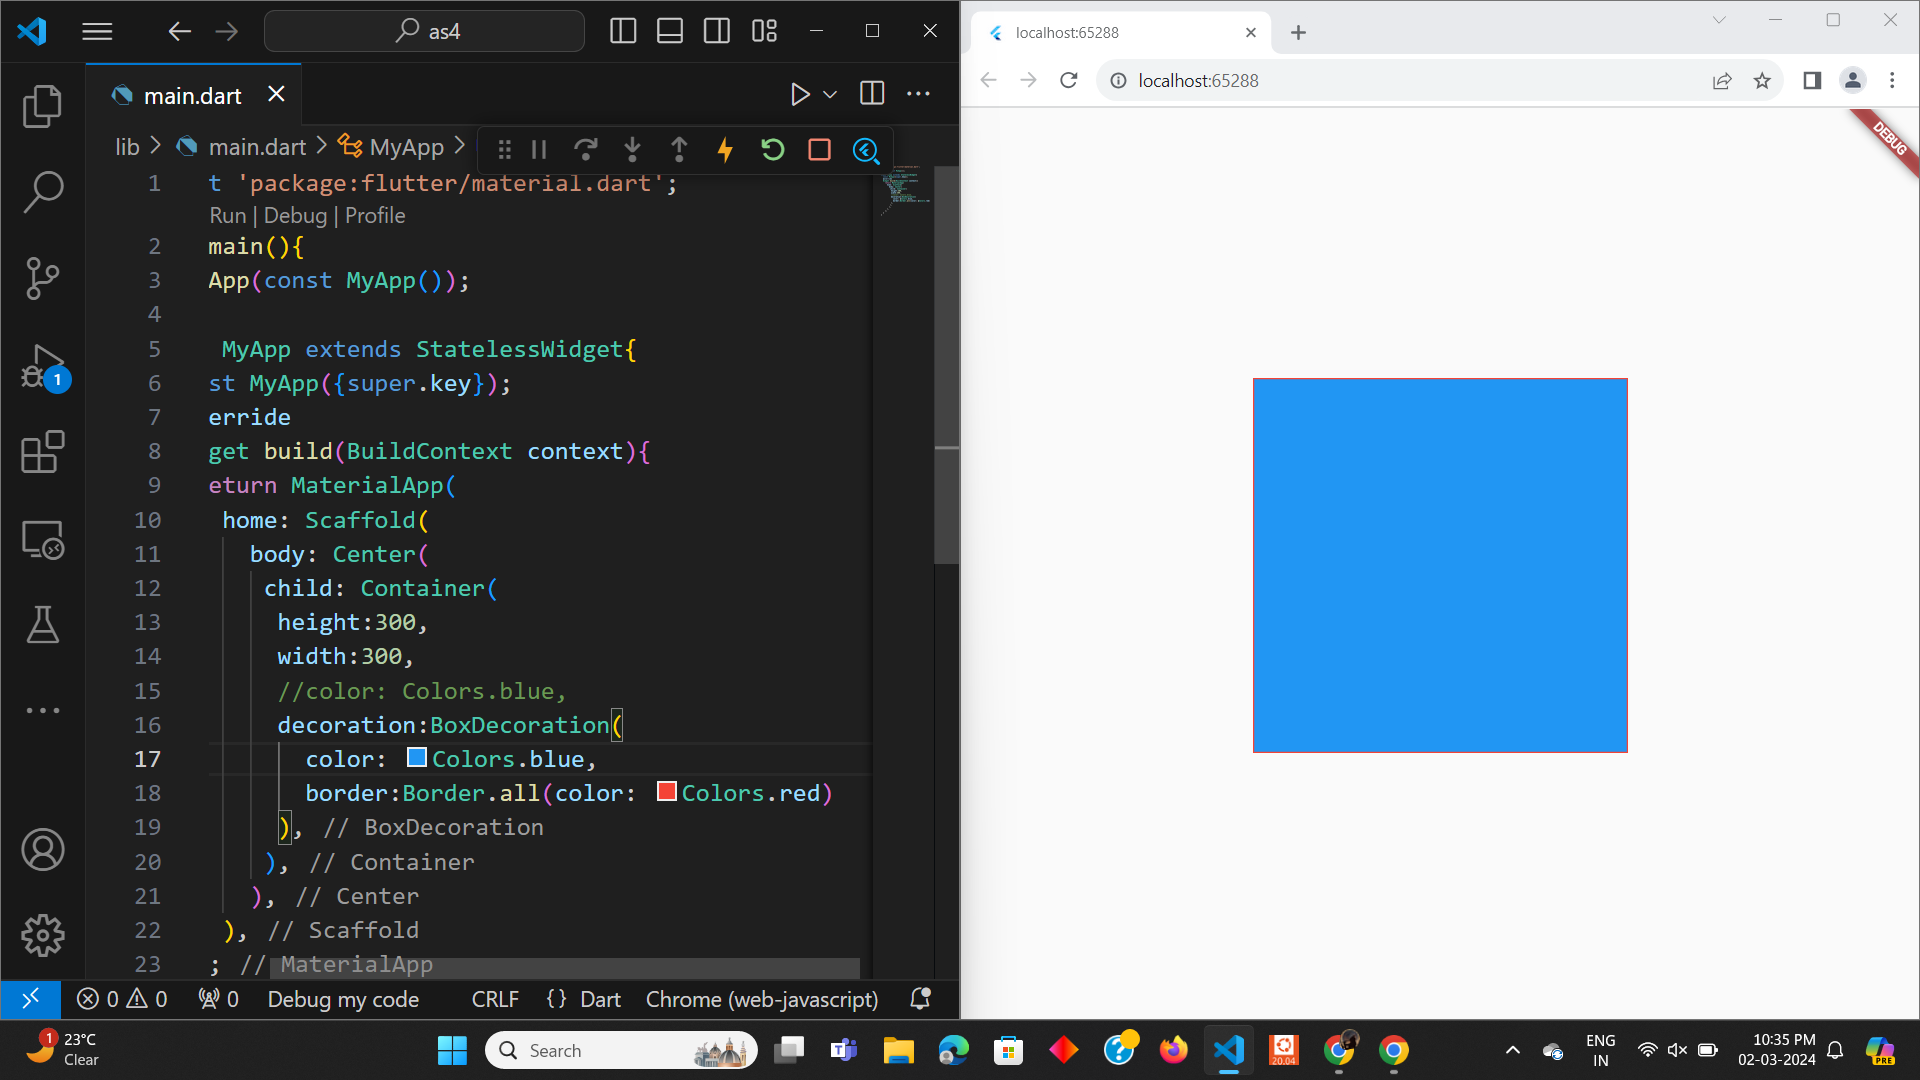 as4
main.dart
lib > main.dart > MyApp >
1 t 'package:flutter/material.dart';
Run | Debug | Profile
2 main(){
3 App(const MyApp());
4
5 MyApp extends StatelessWidget{
6 st MyApp({super.key});
7 erride
8 get build(BuildContext context){
9 eturn MaterialApp(
10 home: Scaffold(
11 body: Center(
12 child: Container(
13 height:300,
14 width:300,
15 //color: Colors.blue,
16 decoration:BoxDecoration(
17 color: Colors.blue,
18 border:Border.all(color: Colors.red)
19 ), // BoxDecoration
20 ), // Container
21 ), // Center
22 ), // Scaffold
23 ; // MaterialApp
1
0 0 0 Debug my code CRLF {} Dart Chrome (web-javascript)
localhost:65288
localhost:65288
DEBUG
1
23°C
Clear
Search
20.04
ENG
IN
10:35 PM
02-03-2024
PRE